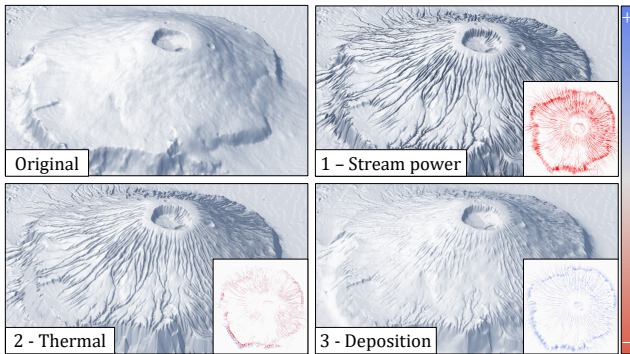 Original
1 – Stream power
+
2 - Thermal
3 - Deposition
–